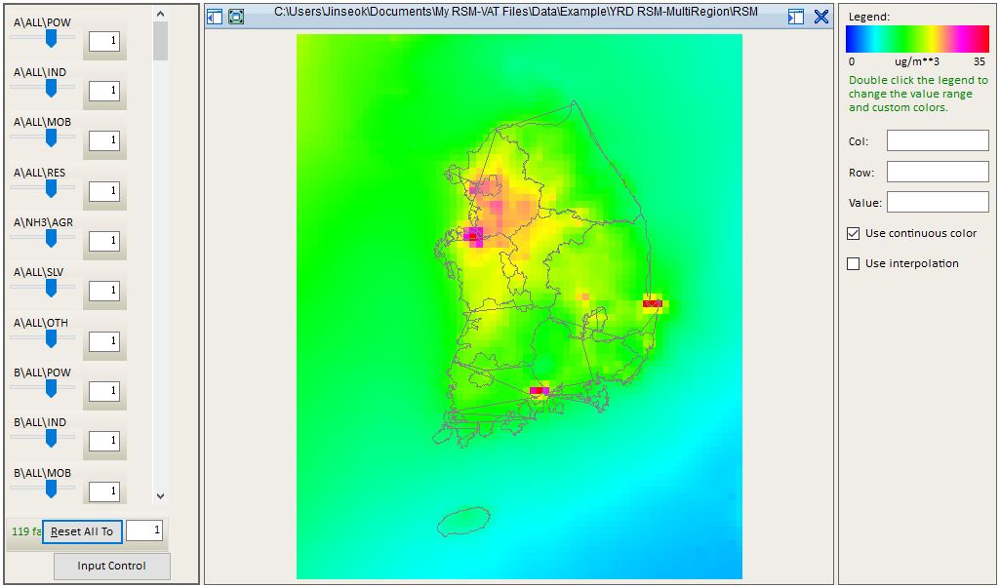 A\ALL\POW
1
A\ALL\IND
1
A\ALL\MOB
1
A\ALL\RES
1
A\NH3\AGR
1
A\ALL\SLV
1
A\ALL\OTH
1
B\ALL\POW
1
B\ALL\IND
1
B\ALL\MOB
1
119 fa
Reset All To
1
Input Control
C:\Users\Jinseok\Documents\My RSM-VAT Files\Data\Example\YRD RSM-MultiRegion\RSM
Legend:
0 ug/m**3 35
Double click the legend to
change the value range
and custom colors.
Col:
Row:
Value:
Use continuous color
Use interpolation